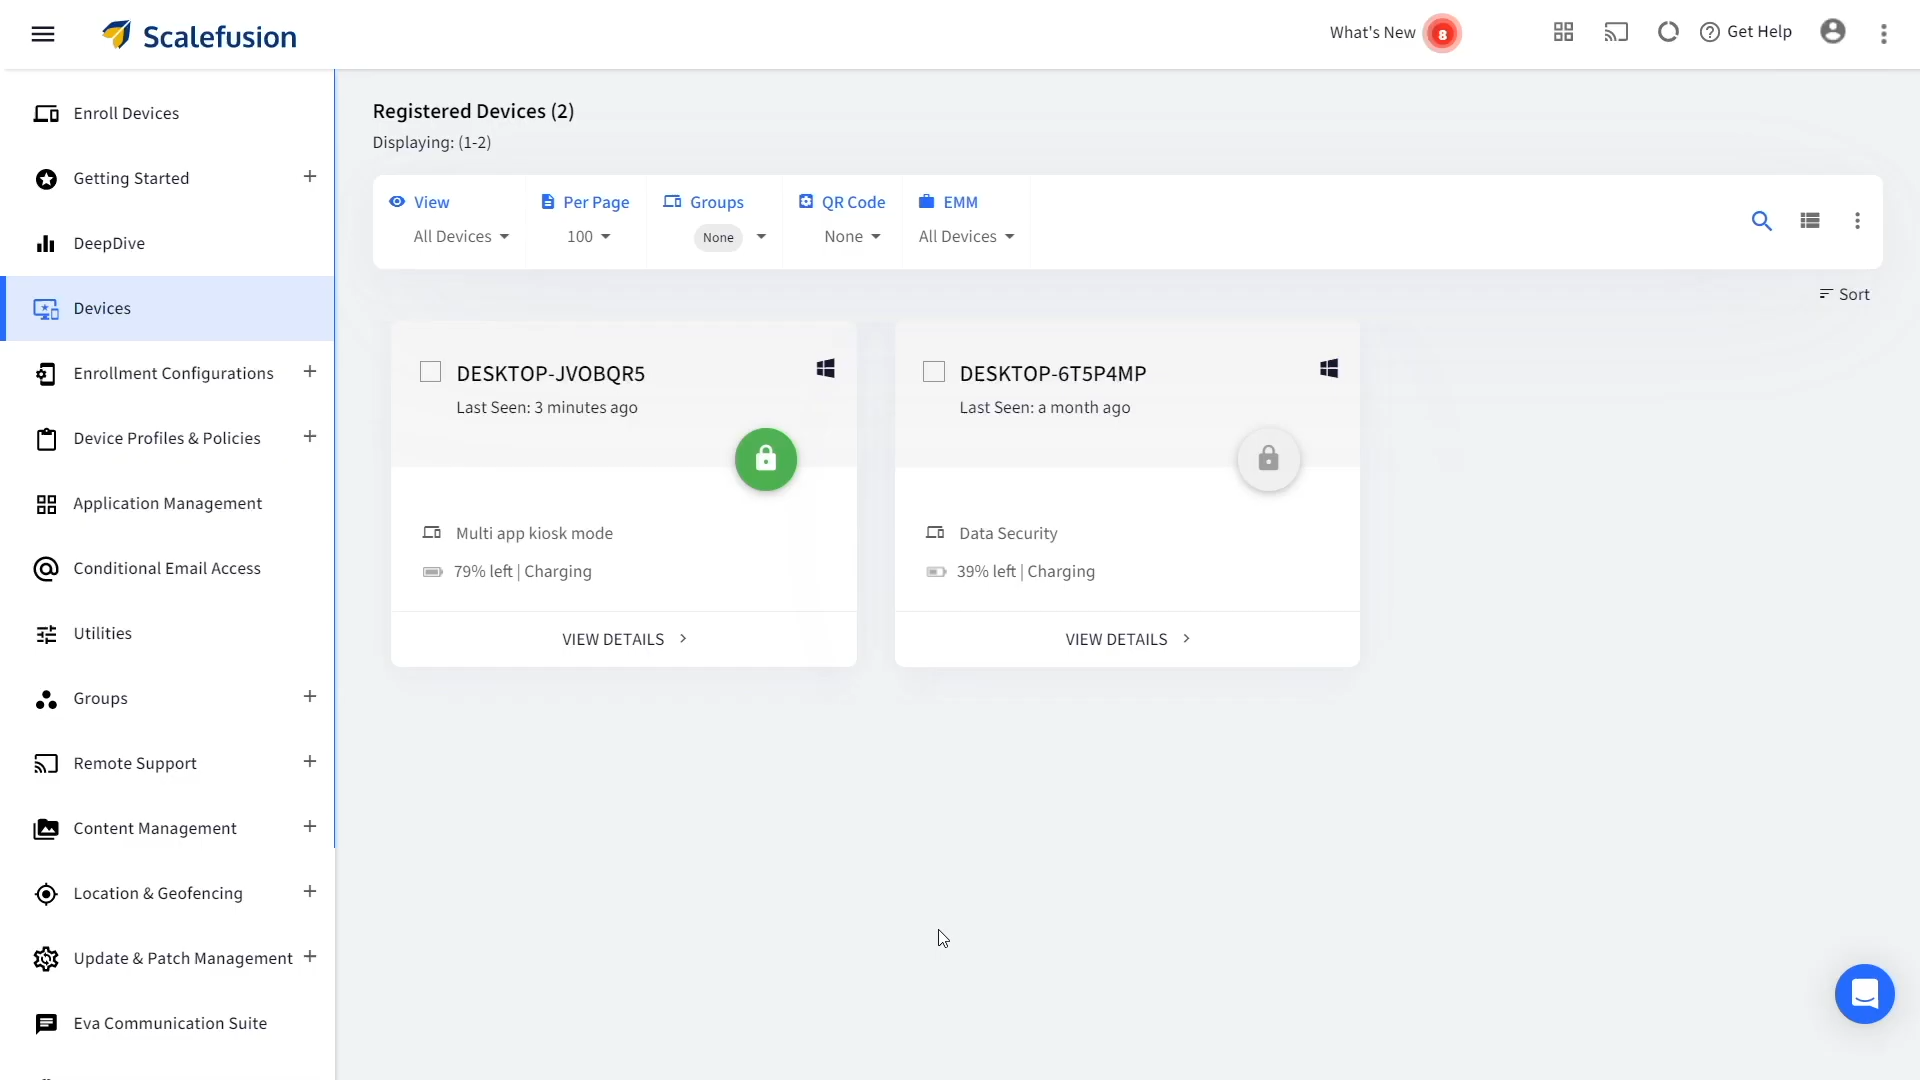 Scalefusion
What's New 8
Get Help
Enroll Devices
Getting Started
DeepDive
Devices
Enrollment Configurations
Device Profiles & Policies
Application Management
Conditional Email Access
Utilities
Groups
Remote Support
Content Management
Location & Geofencing
Update & Patch Management
Eva Communication Suite
Registered Devices (2)
Displaying: (1-2)
View
All Devices
Per Page
100
Groups
None
QR Code
None
EMM
All Devices
Sort
DESKTOP-JVOBQR5
Last Seen: 3 minutes ago
Multi app kiosk mode
79% left | Charging
VIEW DETAILS
DESKTOP-6T5P4MP
Last Seen: a month ago
Data Security
39% left | Charging
VIEW DETAILS